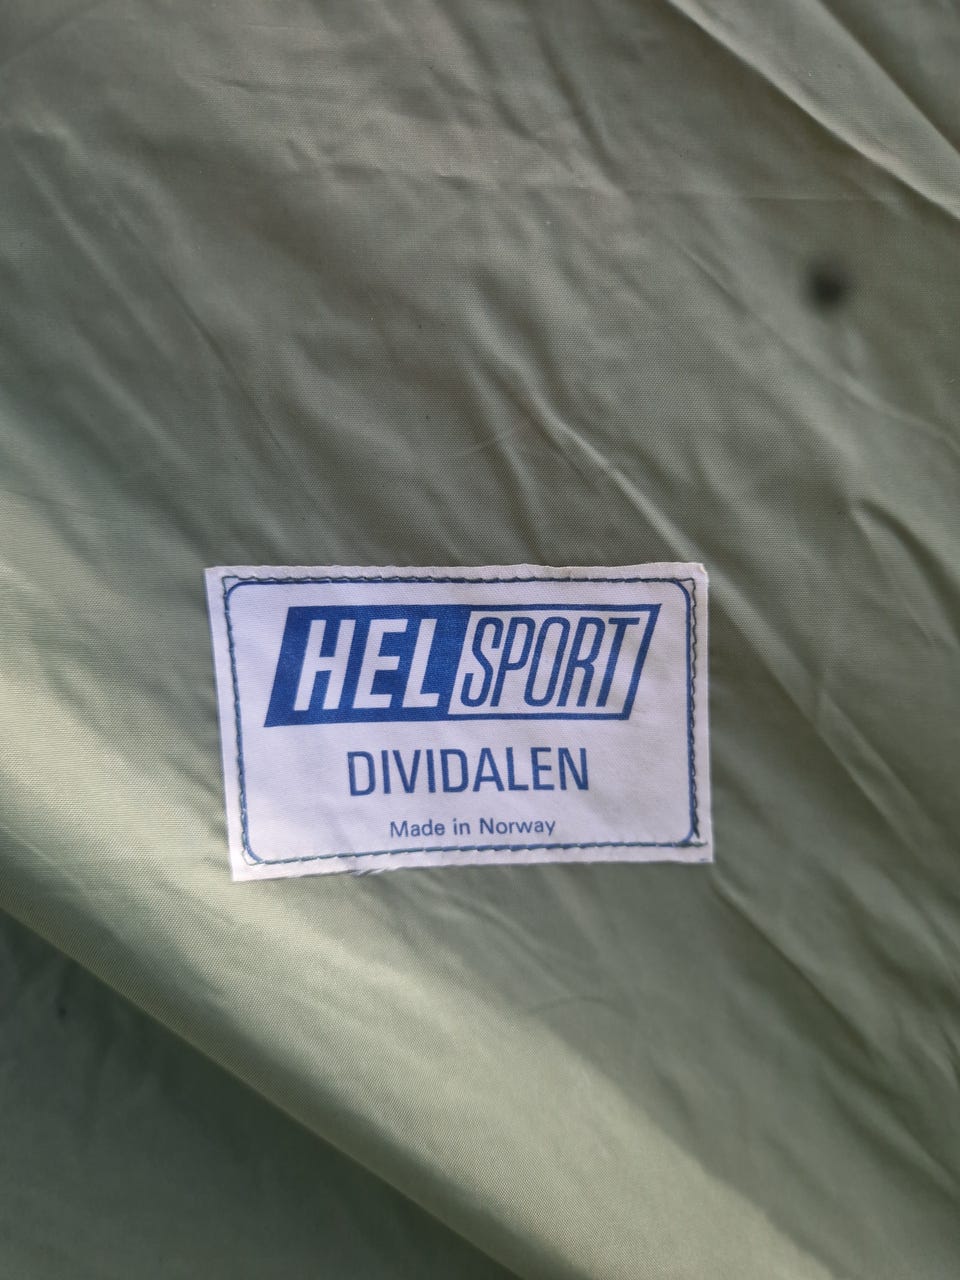 HELSPORT
DIVIDALEN
Made in Norway